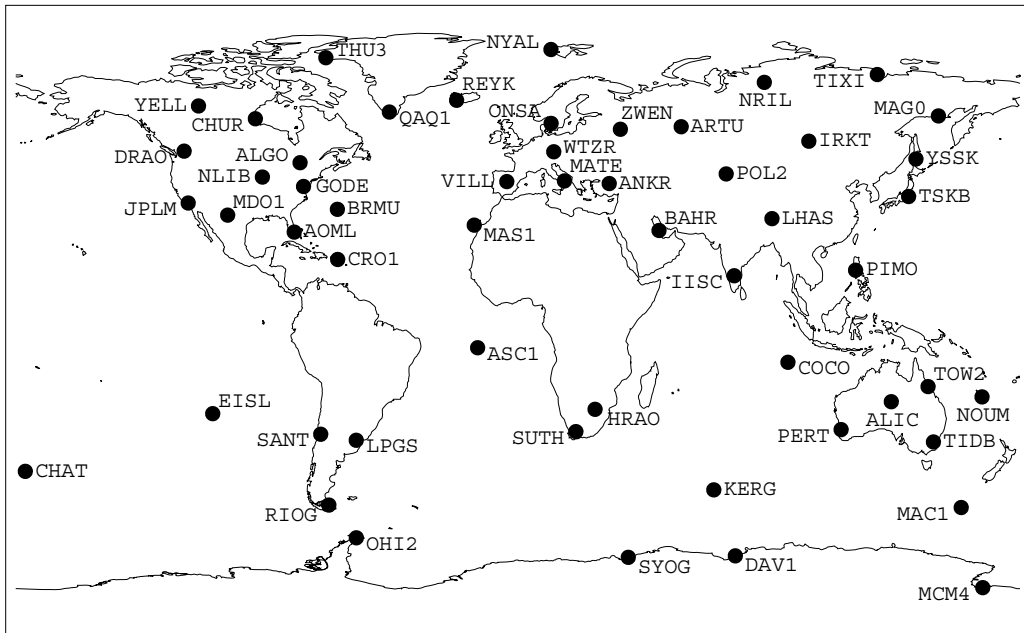 NYAL
THU3
TIXI
REYK
NRIL
YELL
MAG0
ONSA
ZWEN
CHUR
QAQ1
ARTU
IRKT
WTZR
DRAO
ALGO
YSSK
MATE
POL2
NLIB
VILL
GODE
ANKR
TSKB
MDO1
JPLM
BRMU
BAHR
LHAS
AOML
MAS1
CRO1
PIMO
IISC
ASC1
COCO
TOW2
EISL
NOUM
HRAO
ALIC
SANT
SUTH
PERT
LPGS
TIDB
CHAT
KERG
RIOG
MAC1
OHI2
SYOG
DAV1
MCM4